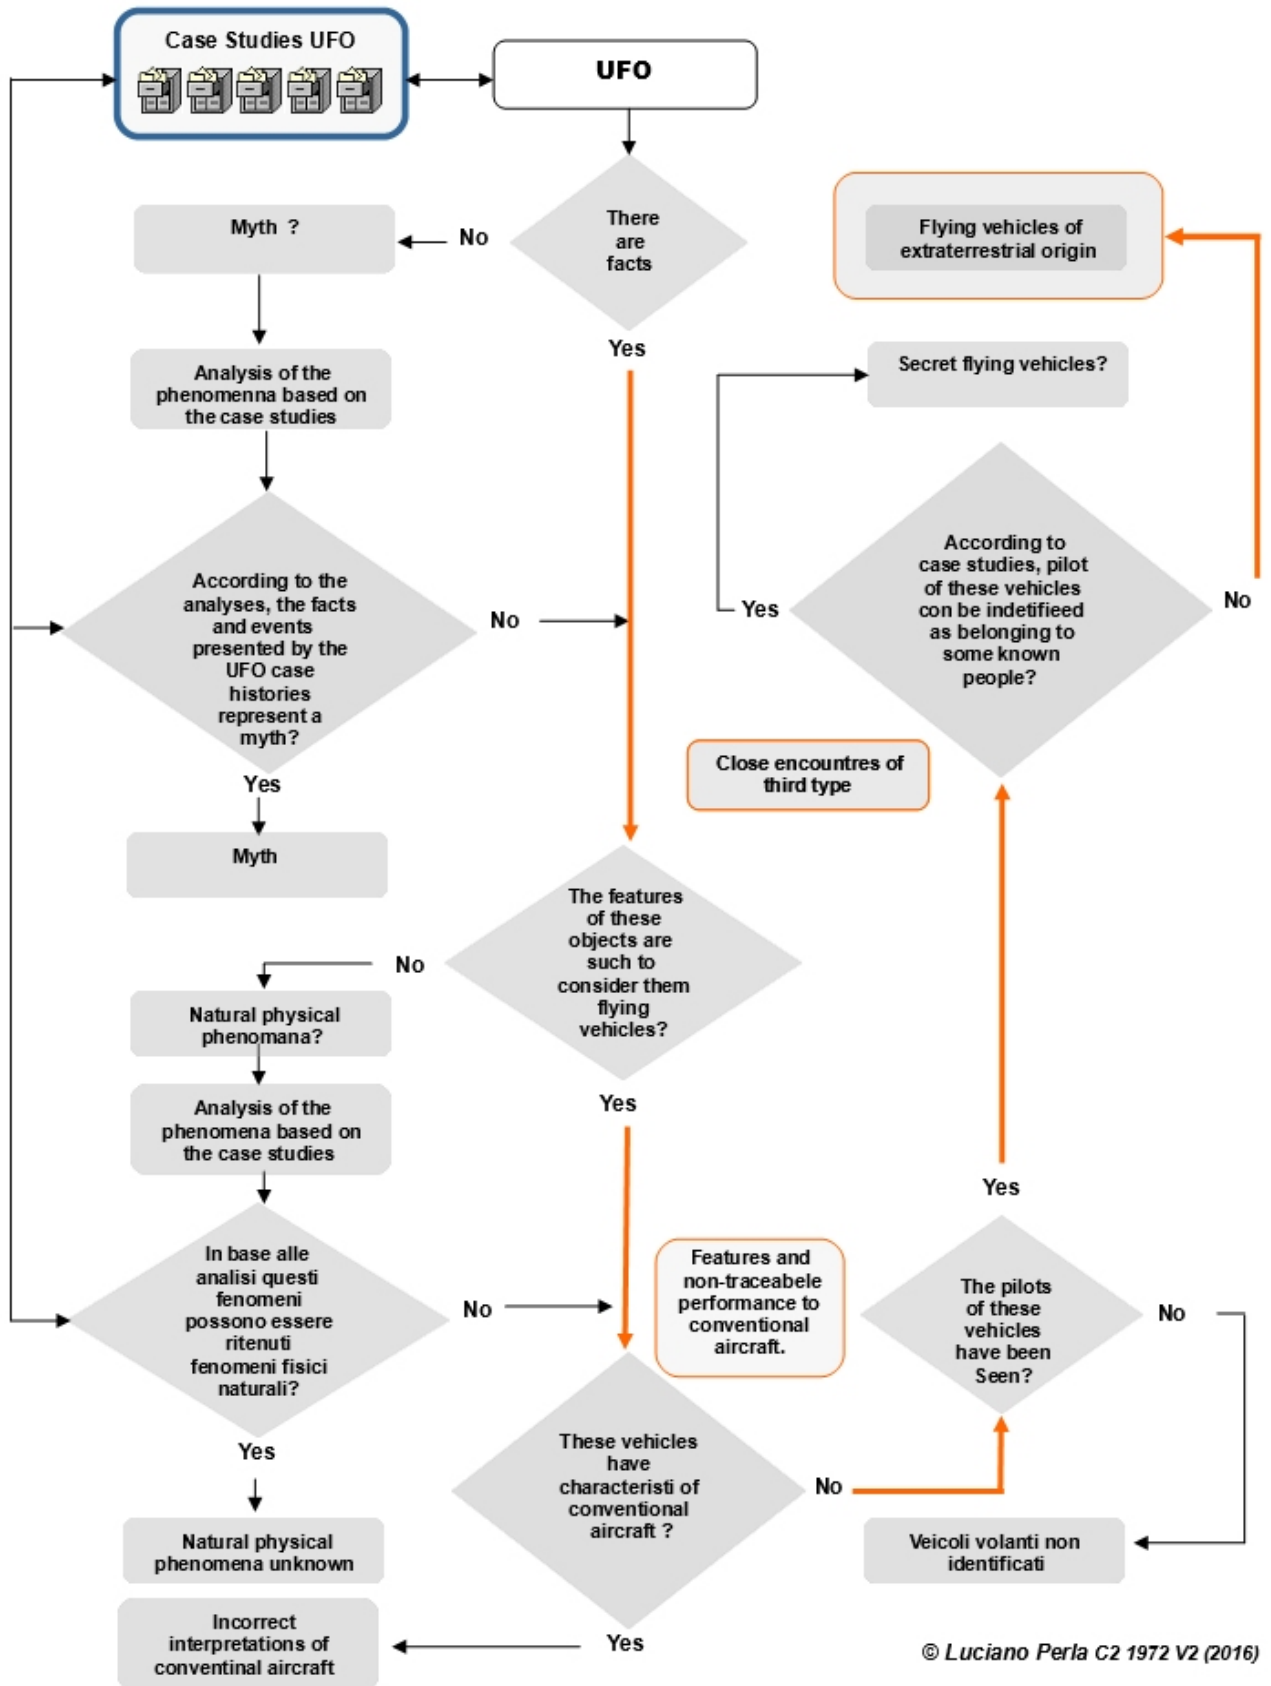 Case Studies UFO
UFO
There
are
facts
No
Myth ?
Yes
Analysis of the
phenomenna based on
the case studies
According to the
analyses, the facts
and events
presented by the
UFO case
histories
represent a
myth?
No
Yes
Myth
Flying vehicles of
extraterrestrial origin
Secret flying vehicles?
According to
case studies, pilot
of these vehicles
con be indetifieed
as belonging to
some known
people?
Yes
No
Close encountres of
third type
The features
of these
objects are
such to
consider them
flying
vehicles?
No
Natural physical
phenomana?
Analysis of the
phenomena based on
the case studies
Yes
In base alle
analisi questi
fenomeni
possono essere
ritenuti
fenomeni fisici
naturali?
No
Yes
Natural physical
phenomena unknown
Features and
non-traceabele
performance to
conventional
aircraft.
These vehicles
have
characteristi of
conventional
aircraft ?
No
Yes
Incorrect
interpretations of
conventinal aircraft
Yes
The pilots
of these
vehicles
have been
Seen?
No
Veicoli volanti non
identificati
© Luciano Perla C2 1972 V2 (2016)